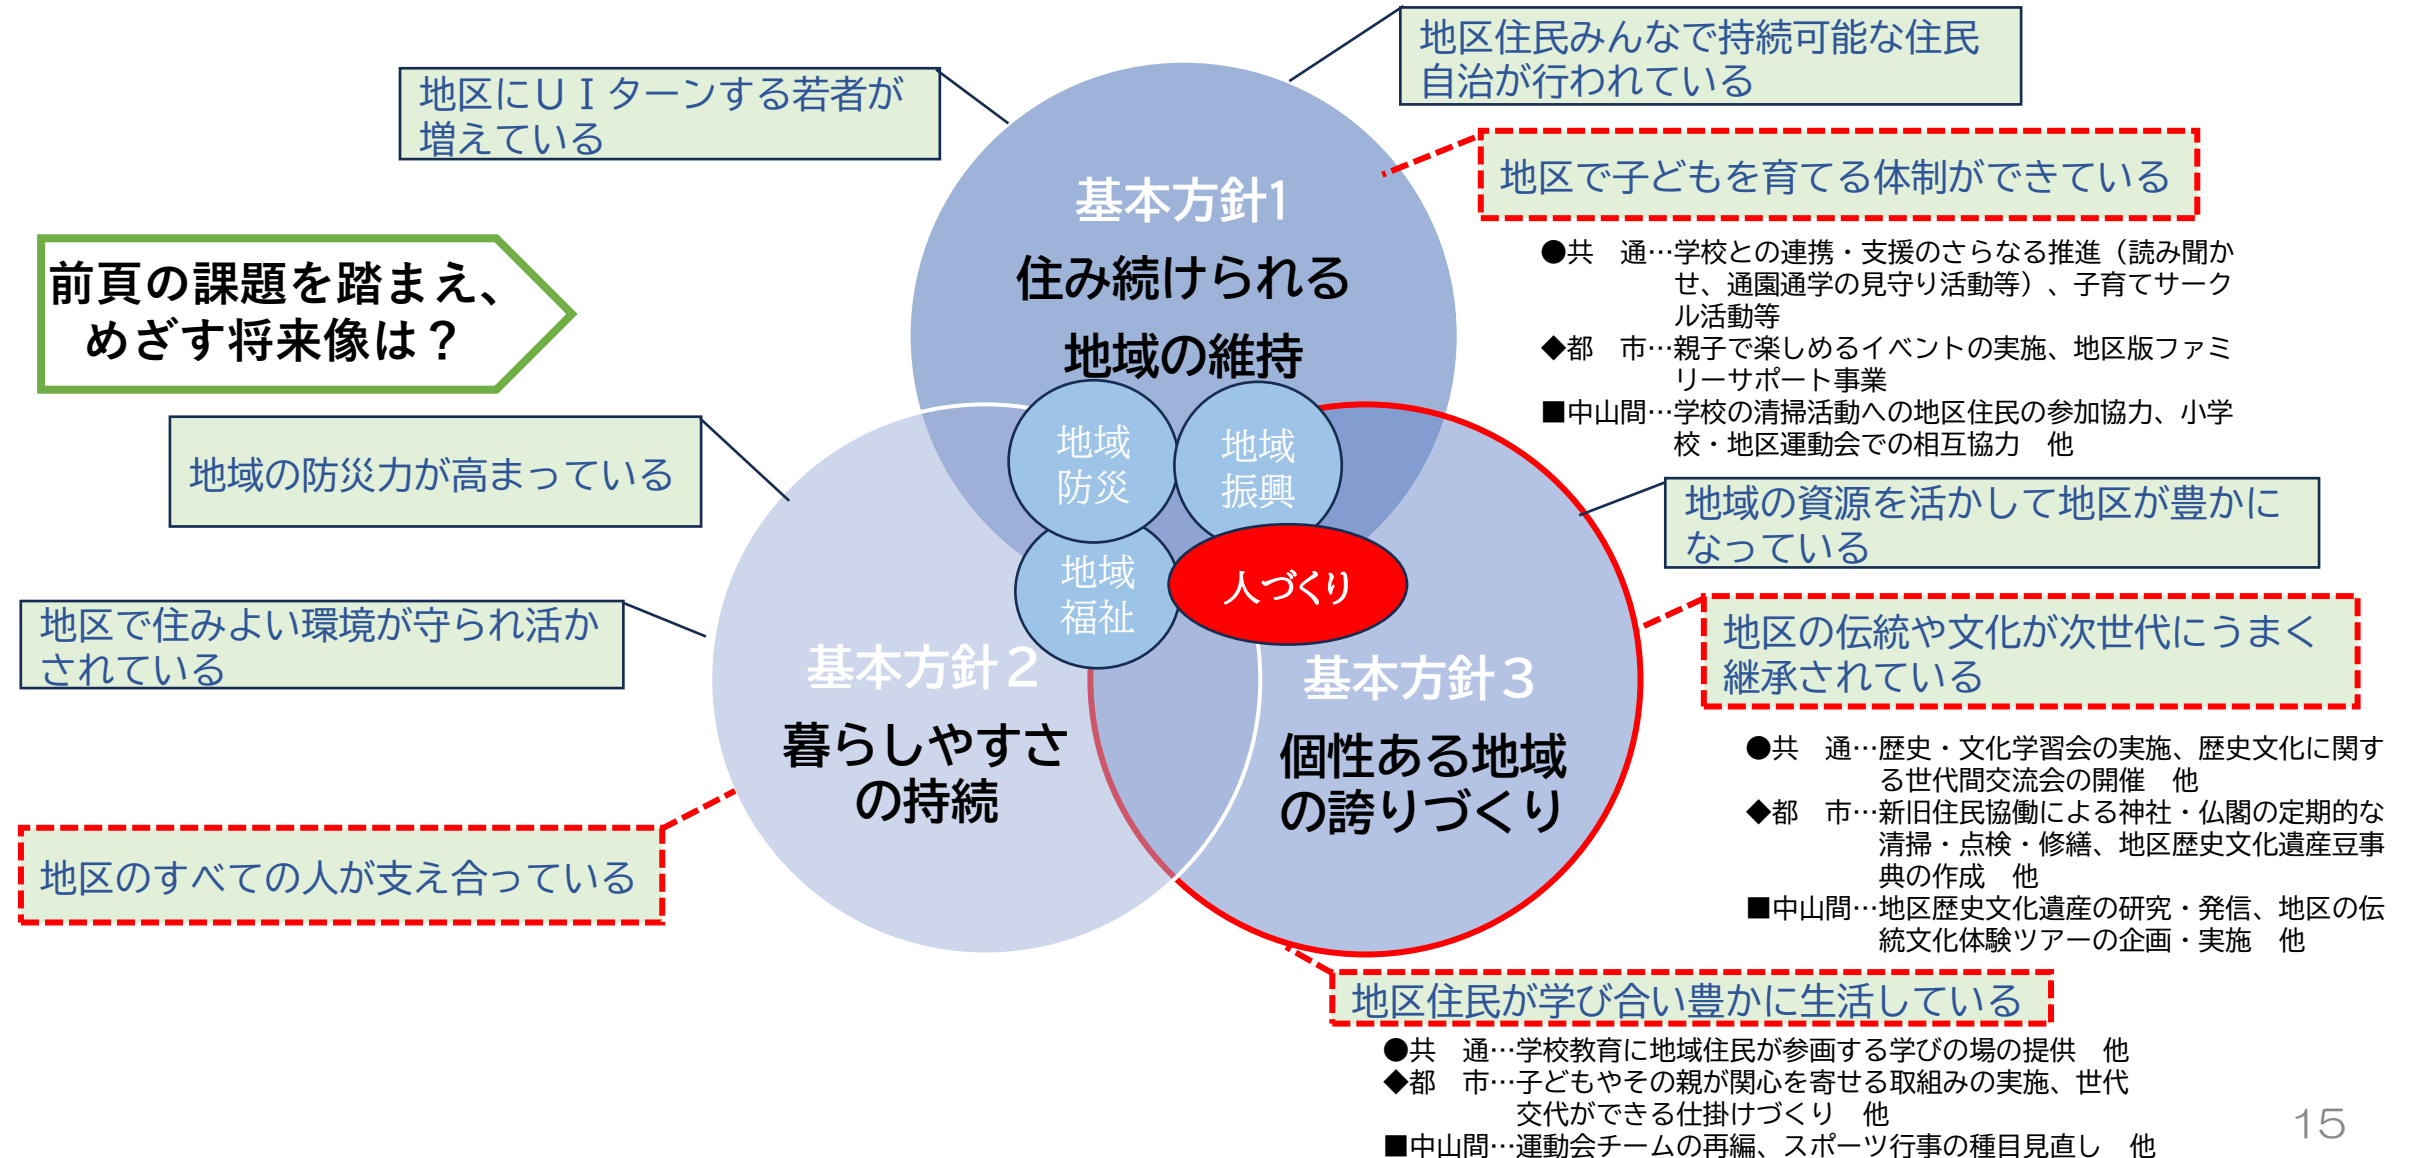 地区住民みんなで持続可能な住民
自治が行われている
地区にＵＩターンする若者が
増えている
地区で子どもを育てる体制ができている
基本方針1
住み続けられる
地域の維持
前頁の課題を踏まえ、
めざす将来像は？
●共　通…学校との連携・支援のさらなる推進（読み聞か
せ、通園通学の見守り活動等）、子育てサーク
ル活動等
◆都　市…親子で楽しめるイベントの実施、地区版ファミ
リーサポート事業
■中山間…学校の清掃活動への地区住民の参加協力、小学
校・地区運動会での相互協力　他
地域
防災
地域
振興
地域の防災力が高まっている
地域の資源を活かして地区が豊かに
なっている
地域
福祉
人づくり
地区で住みよい環境が守られ活か
されている
地区の伝統や文化が次世代にうまく
継承されている
基本方針２
暮らしやすさ
の持続
基本方針３
個性ある地域
の誇りづくり
●共　通…歴史・文化学習会の実施、歴史文化に関す
る世代間交流会の開催　他
◆都　市…新旧住民協働による神社・仏閣の定期的な
清掃・点検・修繕、地区歴史文化遺産豆事
典の作成　他
■中山間…地区歴史文化遺産の研究・発信、地区の伝
統文化体験ツアーの企画・実施　他
地区のすべての人が支え合っている
地区住民が学び合い豊かに生活している
●共　通…学校教育に地域住民が参画する学びの場の提供　他
◆都　市…子どもやその親が関心を寄せる取組みの実施、世代
交代ができる仕掛けづくり　他
■中山間…運動会チームの再編、スポーツ行事の種目見直し　他
15